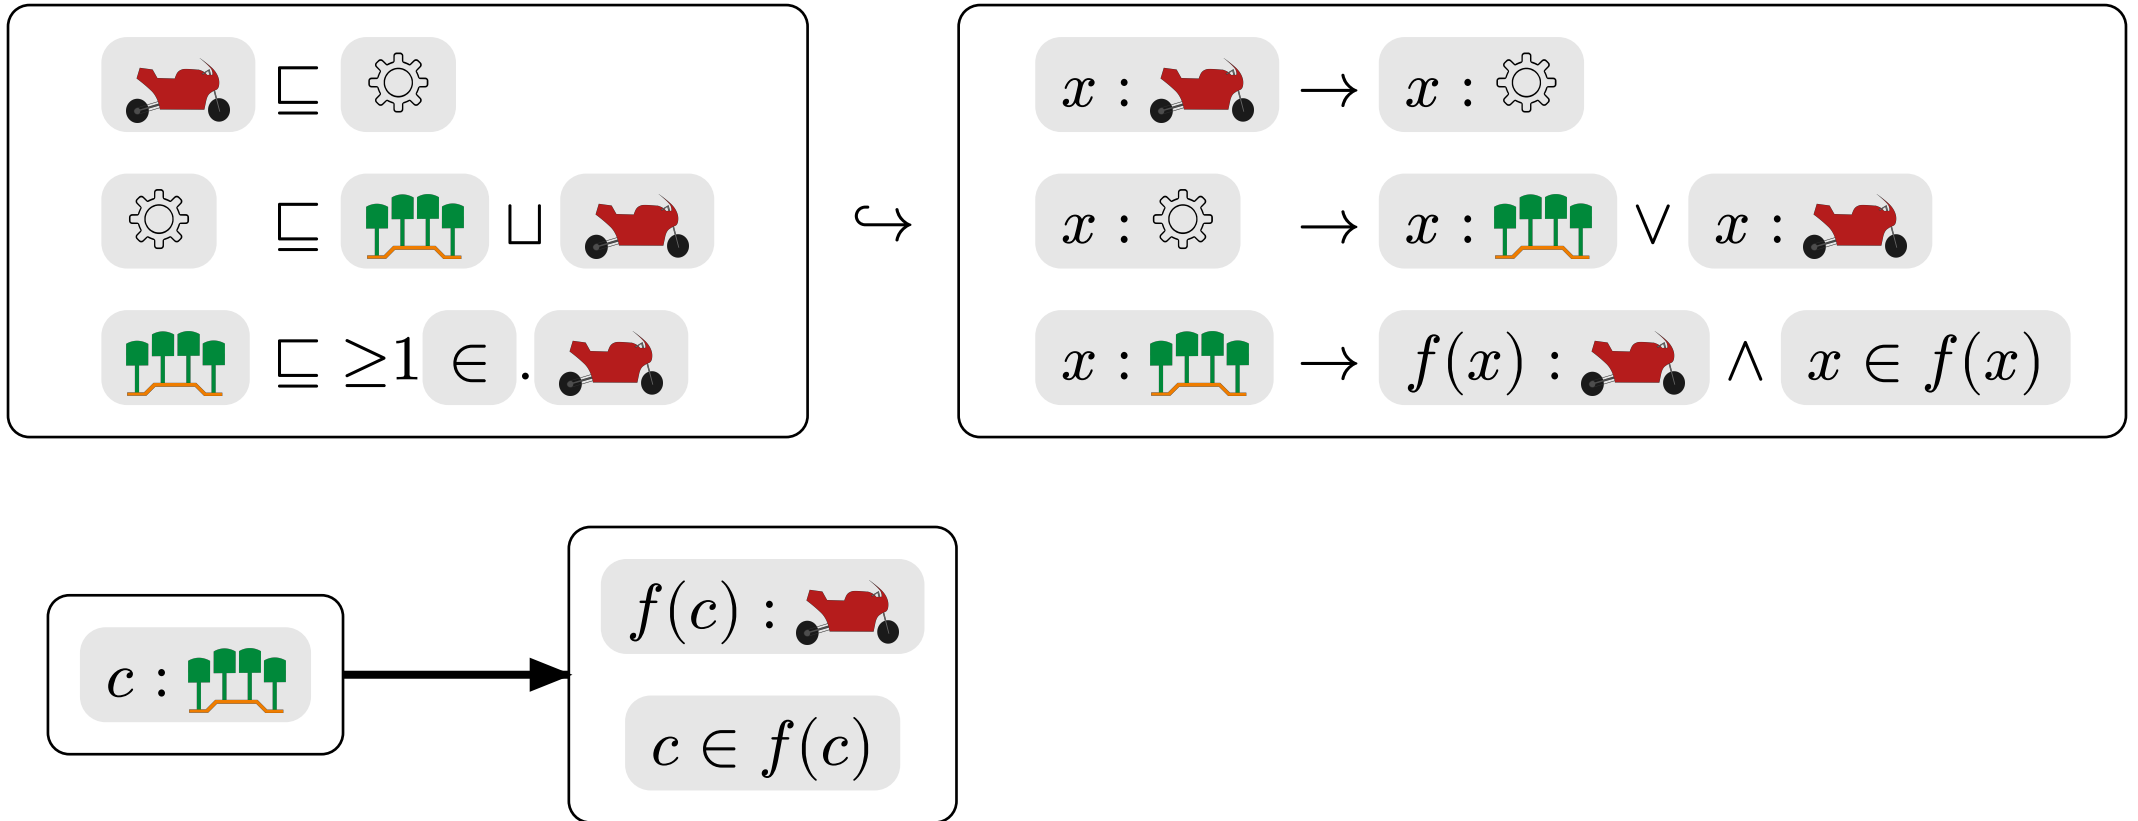 ⊑
⊑ ⊔
⊑ ≥1 ∈ .
↪
x : → x :
x : → x : ∨ x :
x : → f(x) : ∧ x ∈ f(x)
c :
f(c) :
c ∈ f(c)